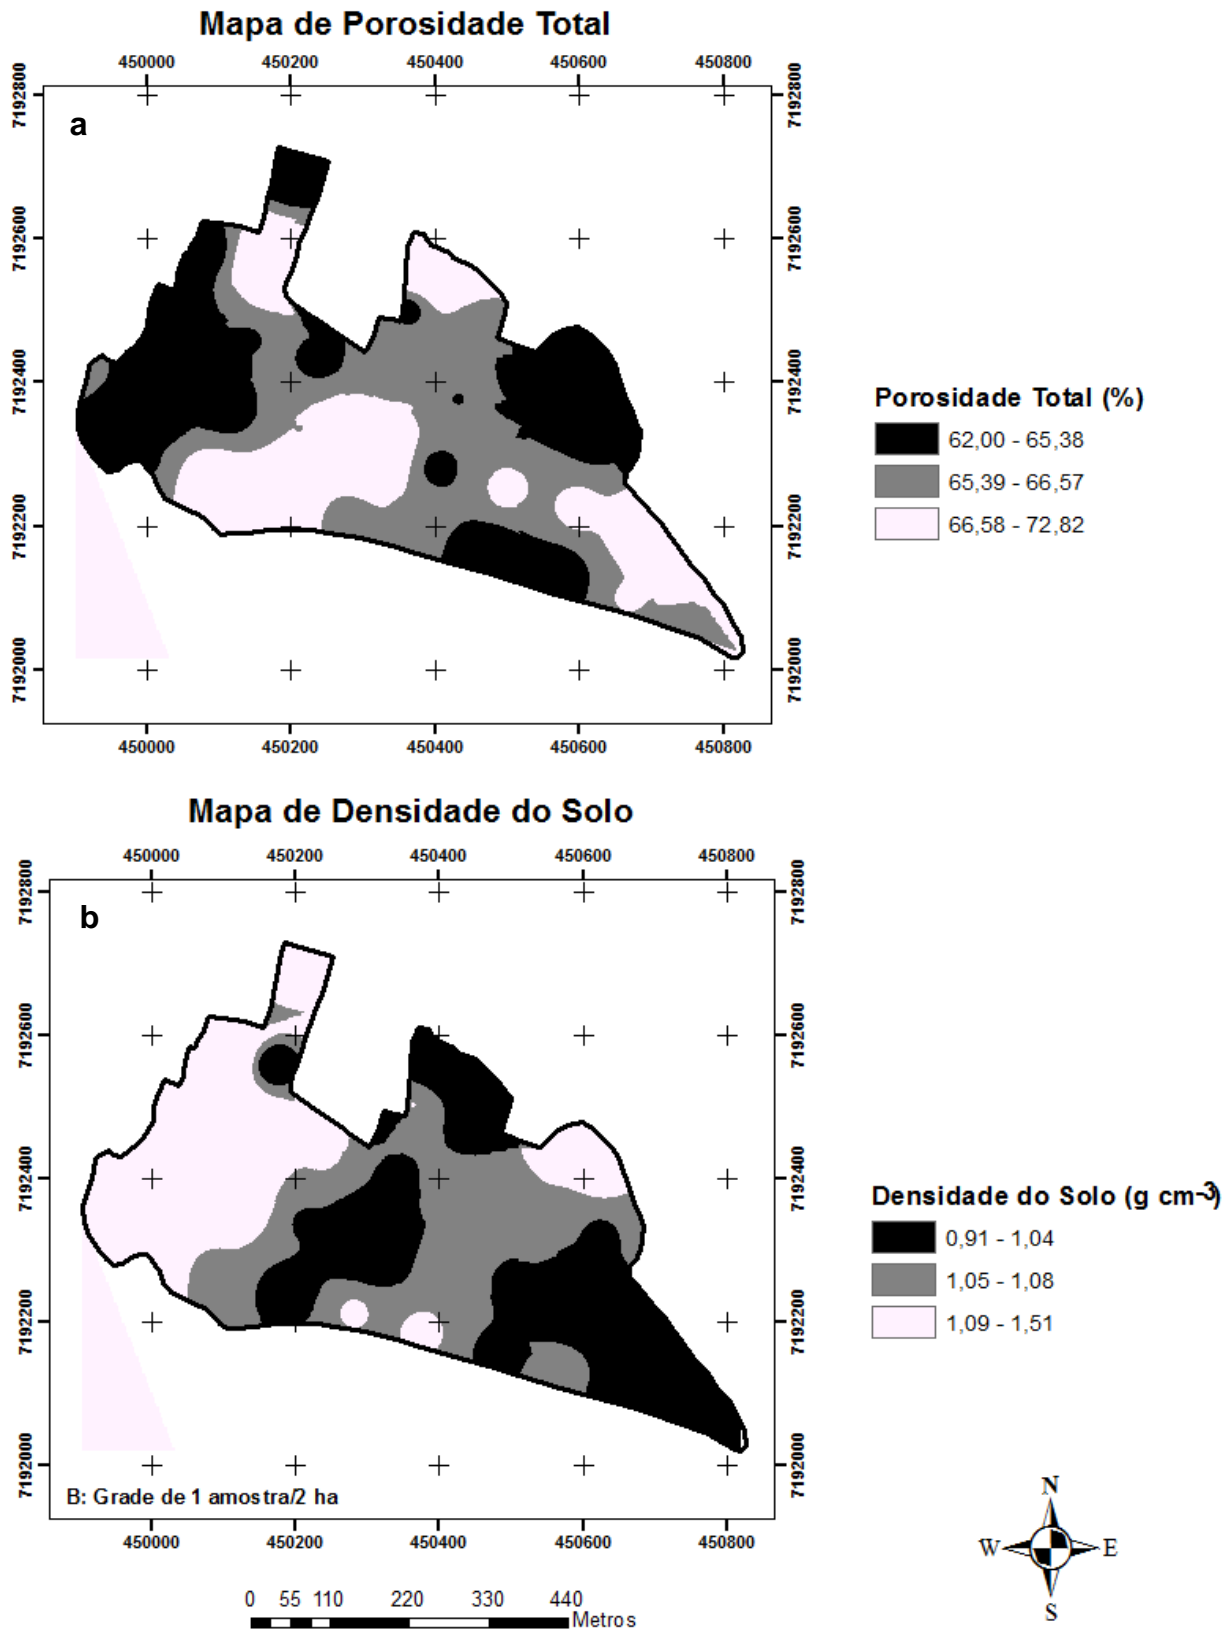 Mapa de Porosidade Total
450000 450200 450400 450600 450800
a
7192800 7192600 7192400 7192200 7192000
7192800 7192600 7192400 7192200 7192000
450000 450200 450400 450600 450800
Porosidade Total (%)
62,00 - 65,38
65,39 - 66,57
66,58 - 72,82
Mapa de Densidade do Solo
450000 450200 450400 450600 450800
b
7192800 7192600 7192400 7192200 7192000
7192800 7192600 7192400 7192200 7192000
B: Grade de 1 amostra/2 ha
450000 450200 450400 450600 450800
Densidade do Solo (g cm-3)
0,91 - 1,04
1,05 - 1,08
1,09 - 1,51
N
W E
S
0 55 110 220 330 440
Metros